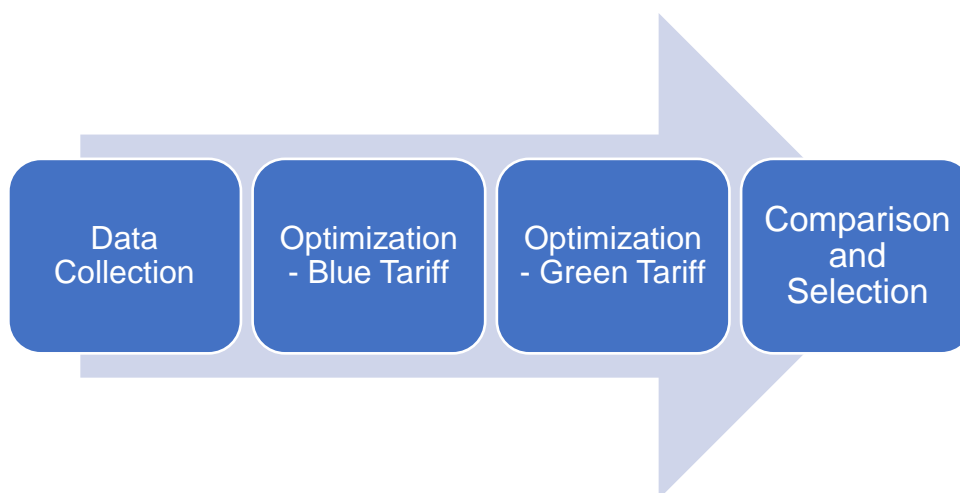 Data
Collection
Optimization
- Blue Tariff
Optimization
- Green Tariff
Comparison
and
Selection